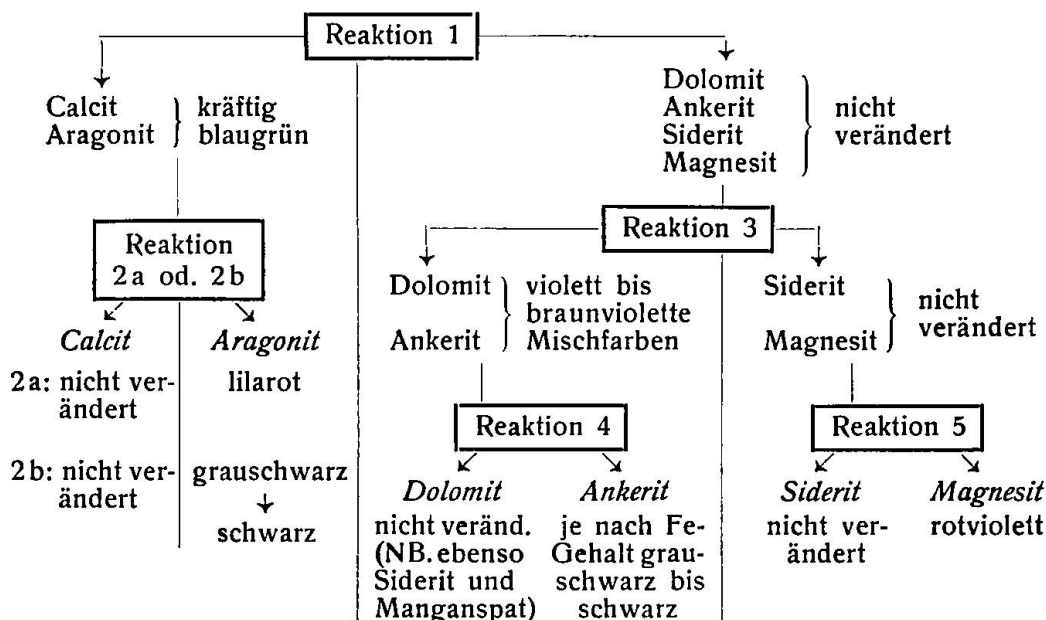 Reaktion 1
Calcit
Aragonit
kräftig
blaugrün
Dolomit
Ankerit
Siderit
Magnesit
nicht
verändert
Reaktion
2a od. 2b
Calcit
Aragonit
2a: nicht ver-
ändert
lilarot
2b: nicht ver-
ändert
grauschwarz
schwarz
Reaktion 3
Dolomit
Ankerit
violett bis
braunviolette
Mischfarben
Siderit
Magnesit
nicht
verändert
Reaktion 4
Dolomit
nicht veränd.
(NB. ebenso
Siderit und
Manganspat)
Ankerit
je nach Fe-
Gehalt grau-
schwarz bis
schwarz
Reaktion 5
Siderit
nicht ver-
ändert
Magnesit
rotviolett